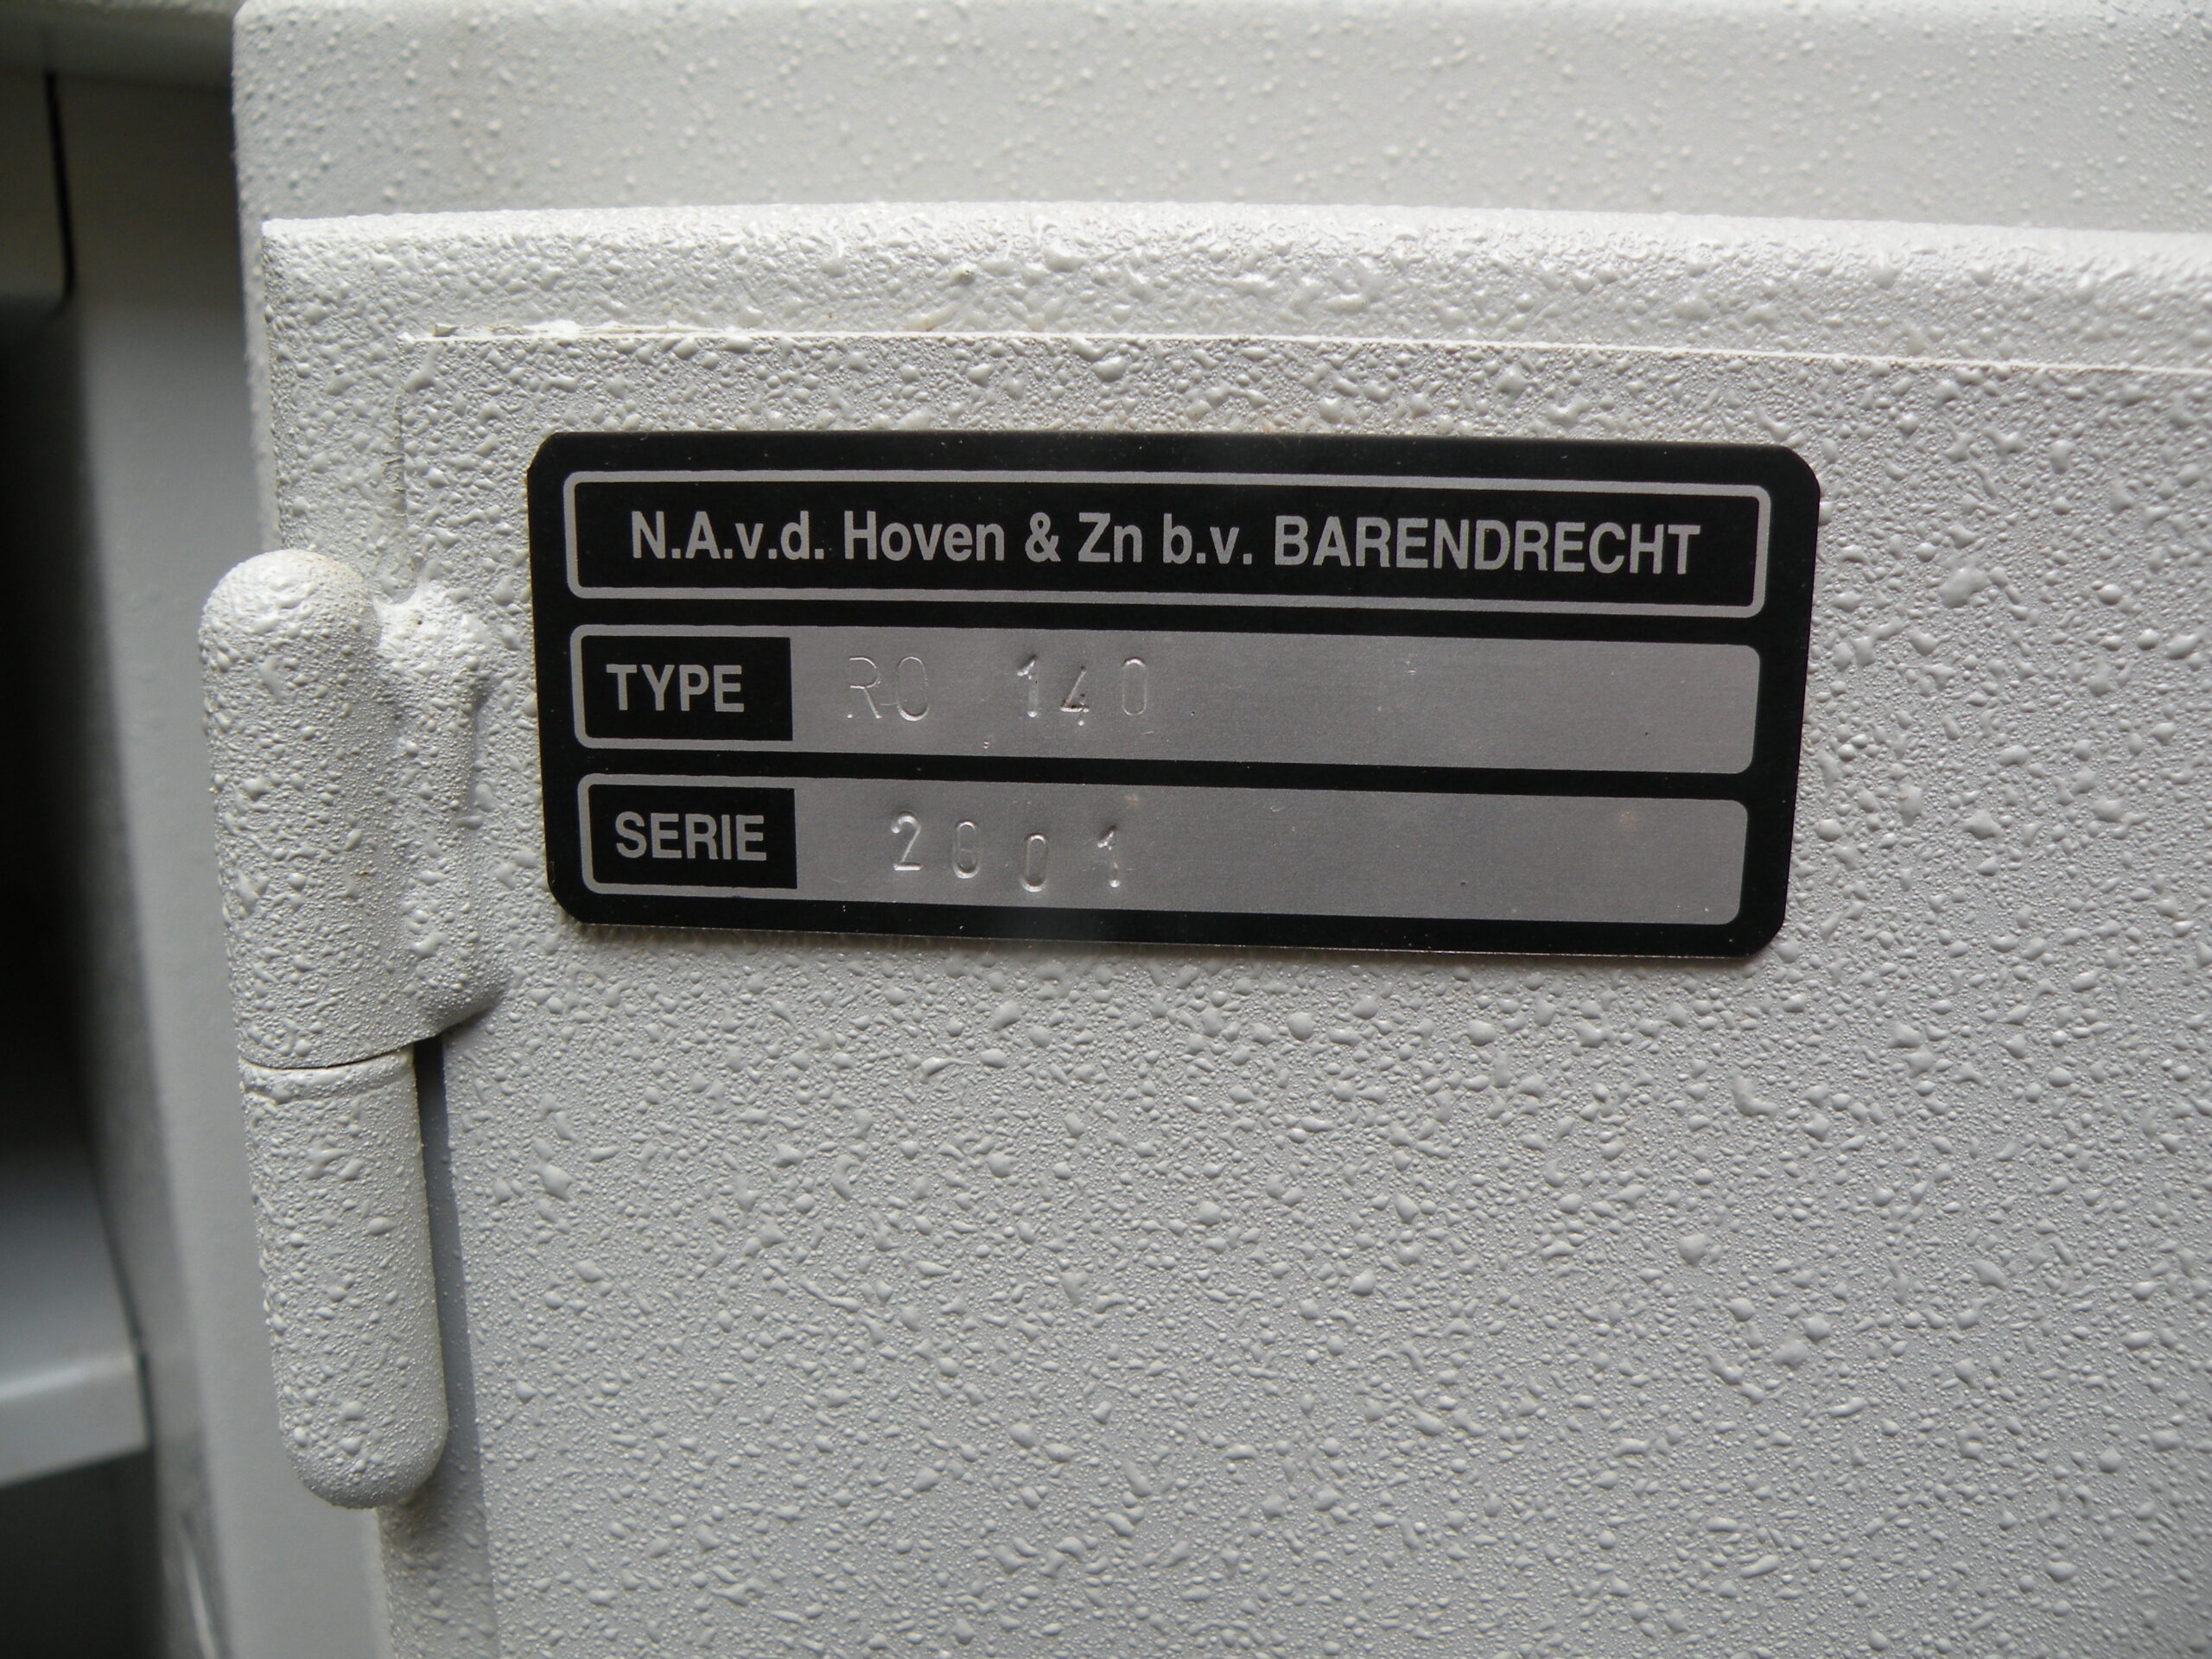 N.A.v.d. Hoven & Zn b.v. BARENDRECHT
TYPE RO 140
SERIE 2001